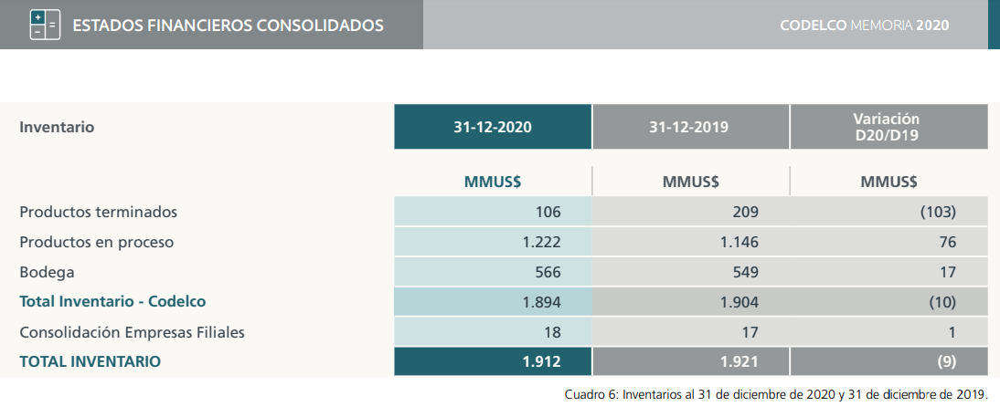 ESTADOS FINANCIEROS CONSOLIDADOS
CODELCO MEMORIA 2020
Inventario 31-12-2020 31-12-2019 Variación D20/D19
MMUS$ MMUS$ MMUS$
Productos terminados 106 209 (103)
Productos en proceso 1.222 1.146 76
Bodega 566 549 17
Total Inventario - Codelco 1.894 1.904 (10)
Consolidación Empresas Filiales 18 17 1
TOTAL INVENTARIO 1.912 1.921 (9)
Cuadro 6: Inventarios al 31 de diciembre de 2020 y 31 de diciembre de 2019.